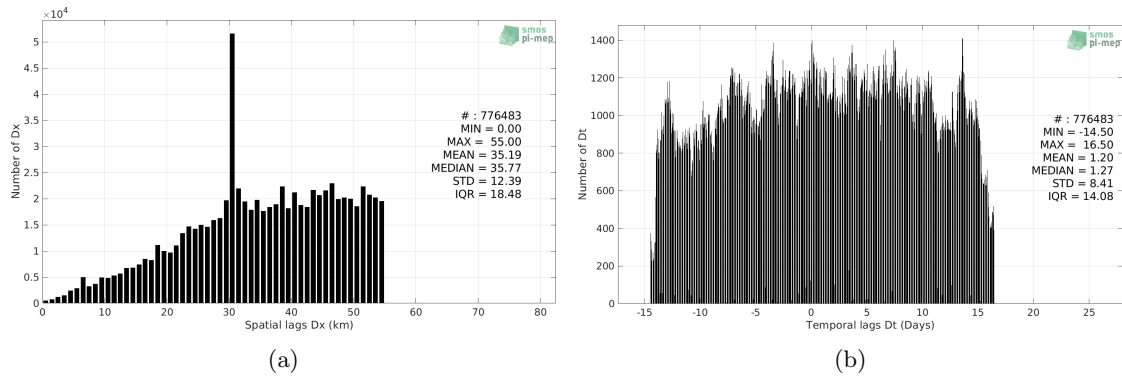 ×10⁴
5
4.5
4
3.5
3
2.5
2
1.5
1
0.5
0
Number of Dx
0 10 20 30 40 50 60 70 80
Spatial lags Dx (km)
smos
pi-mep
# : 776483
MIN = 0.00
MAX = 55.00
MEAN = 35.19
MEDIAN = 35.77
STD = 12.39
IQR = 18.48
(a)
1400
1200
1000
800
600
400
200
0
Number of Dt
-15 -10 -5 0 5 10 15 20 25
Temporal lags Dt (Days)
smos
pi-mep
# : 776483
MIN = -14.50
MAX = 16.50
MEAN = 1.20
MEDIAN = 1.27
STD = 8.41
IQR = 14.08
(b)